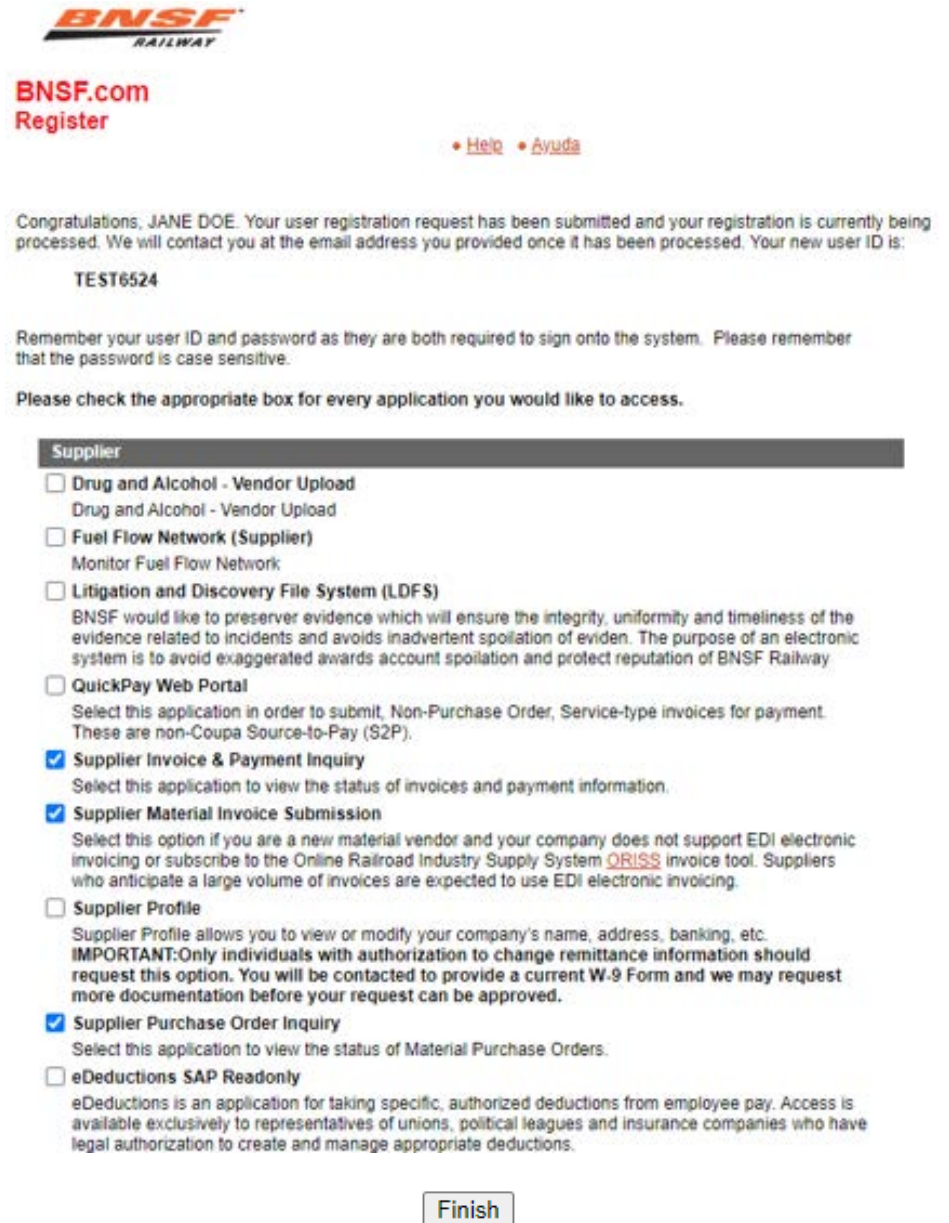 BNSF
RAILWAY
BNSF.com
Register
• Help • Ayuda
Congratulations, JANE DOE. Your user registration request has been submitted and your registration is currently being
processed. We will contact you at the email address you provided once it has been processed. Your new user ID is:
TEST6524
Remember your user ID and password as they are both required to sign onto the system. Please remember
that the password is case sensitive.
Please check the appropriate box for every application you would like to access.
Supplier
Drug and Alcohol - Vendor Upload
Drug and Alcohol - Vendor Upload
Fuel Flow Network (Supplier)
Monitor Fuel Flow Network
Litigation and Discovery File System (LDFS)
BNSF would like to preserver evidence which will ensure the integrity, uniformity and timeliness of the
evidence related to incidents and avoids inadvertent spoilation of eviden. The purpose of an electronic
system is to avoid exaggerated awards account spoilation and protect reputation of BNSF Railway
QuickPay Web Portal
Select this application in order to submit, Non-Purchase Order, Service-type invoices for payment.
These are non-Coupa Source-to-Pay (S2P).
Supplier Invoice & Payment Inquiry
Select this application to view the status of invoices and payment information.
Supplier Material Invoice Submission
Select this option if you are a new material vendor and your company does not support EDI electronic
invoicing or subscribe to the Online Railroad Industry Supply System ORISS invoice tool. Suppliers
who anticipate a large volume of invoices are expected to use EDI electronic invoicing.
Supplier Profile
Supplier Profile allows you to view or modify your company's name, address, banking, etc.
IMPORTANT:Only individuals with authorization to change remittance information should
request this option. You will be contacted to provide a current W-9 Form and we may request
more documentation before your request can be approved.
Supplier Purchase Order Inquiry
Select this application to view the status of Material Purchase Orders.
eDeductions SAP Readonly
eDeductions is an application for taking specific, authorized deductions from employee pay. Access is
available exclusively to representatives of unions, political leagues and insurance companies who have
legal authorization to create and manage appropriate deductions.
Finish